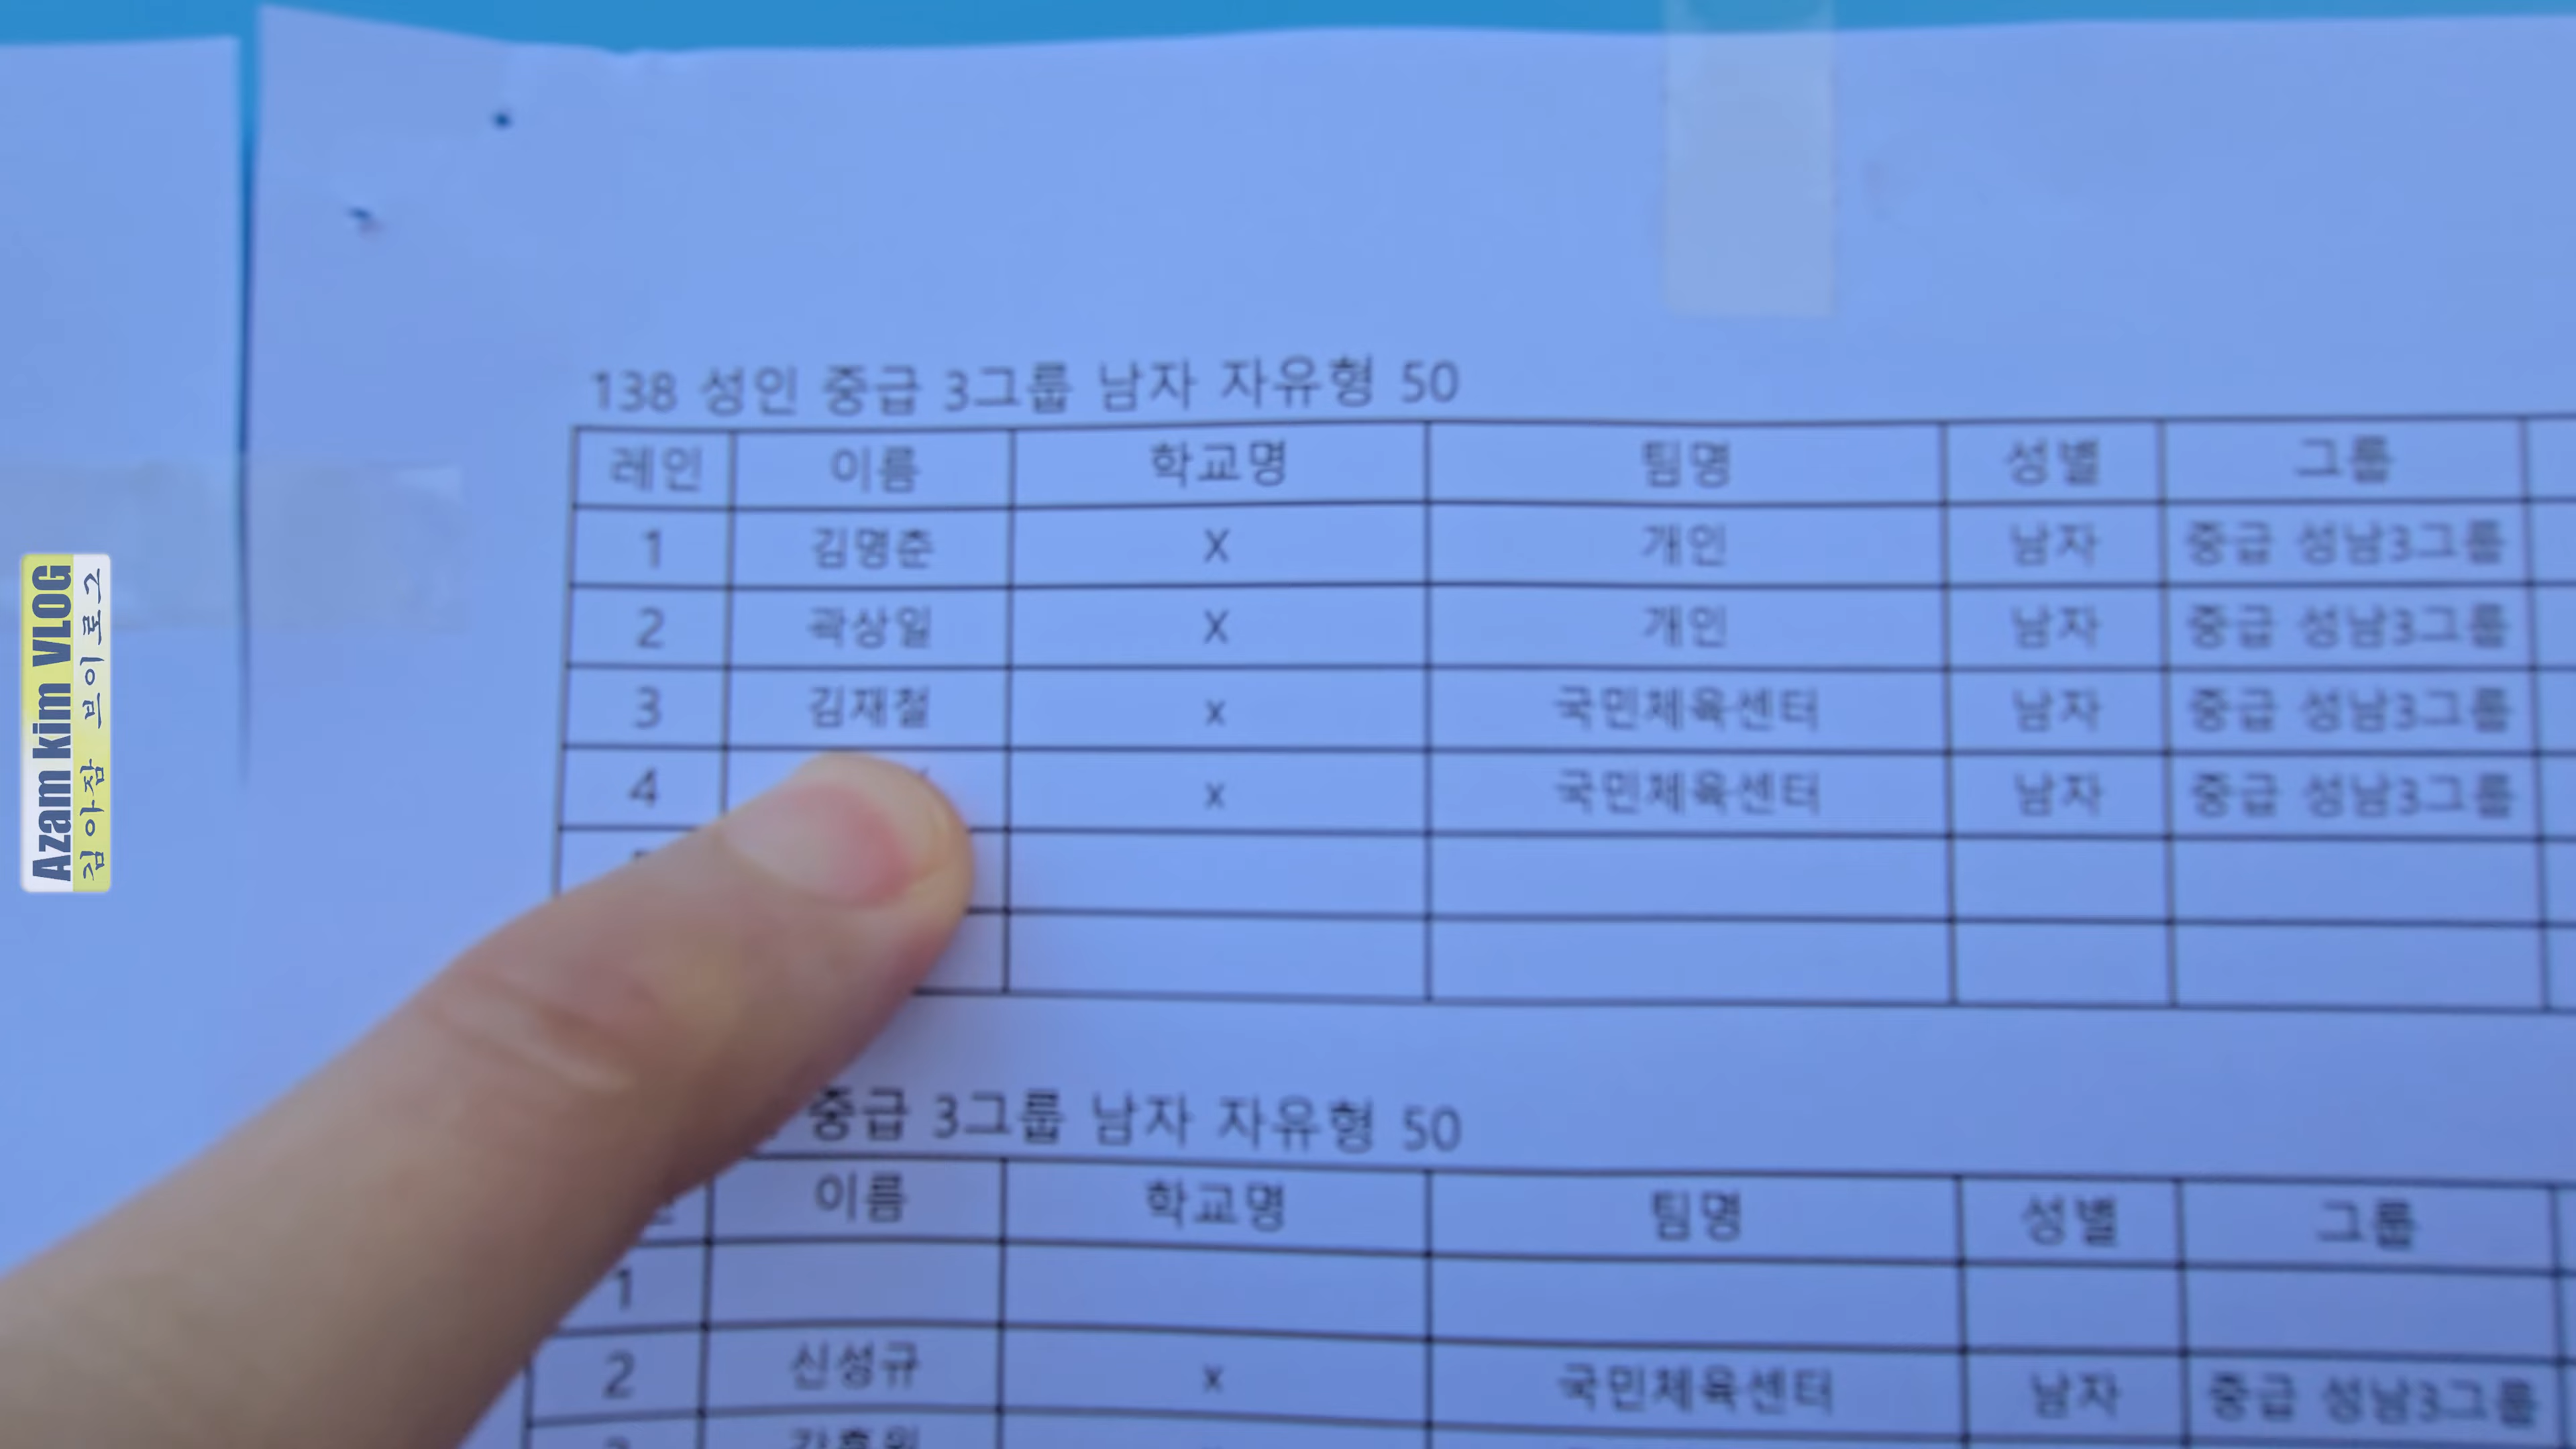 138 성인 중급 3그룹 남자 자유형 50
레인 이름 학교명 팀명 성별 그룹
1 김명준 X 개인 남자 중급 성남3그룹
2 곽상일 X 개인 남자 중급 성남3그룹
3 김재철 x 국민체육센터 남자 중급 성남3그룹
4 x 국민체육센터 남자 중급 성남3그룹
중급 3그룹 남자 자유형 50
이름 학교명 팀명 성별 그룹
1
2 신성규 x 국민체육센터 남자 중급 성남3그룹
Azam kim VLOG
김아잠 브이로그